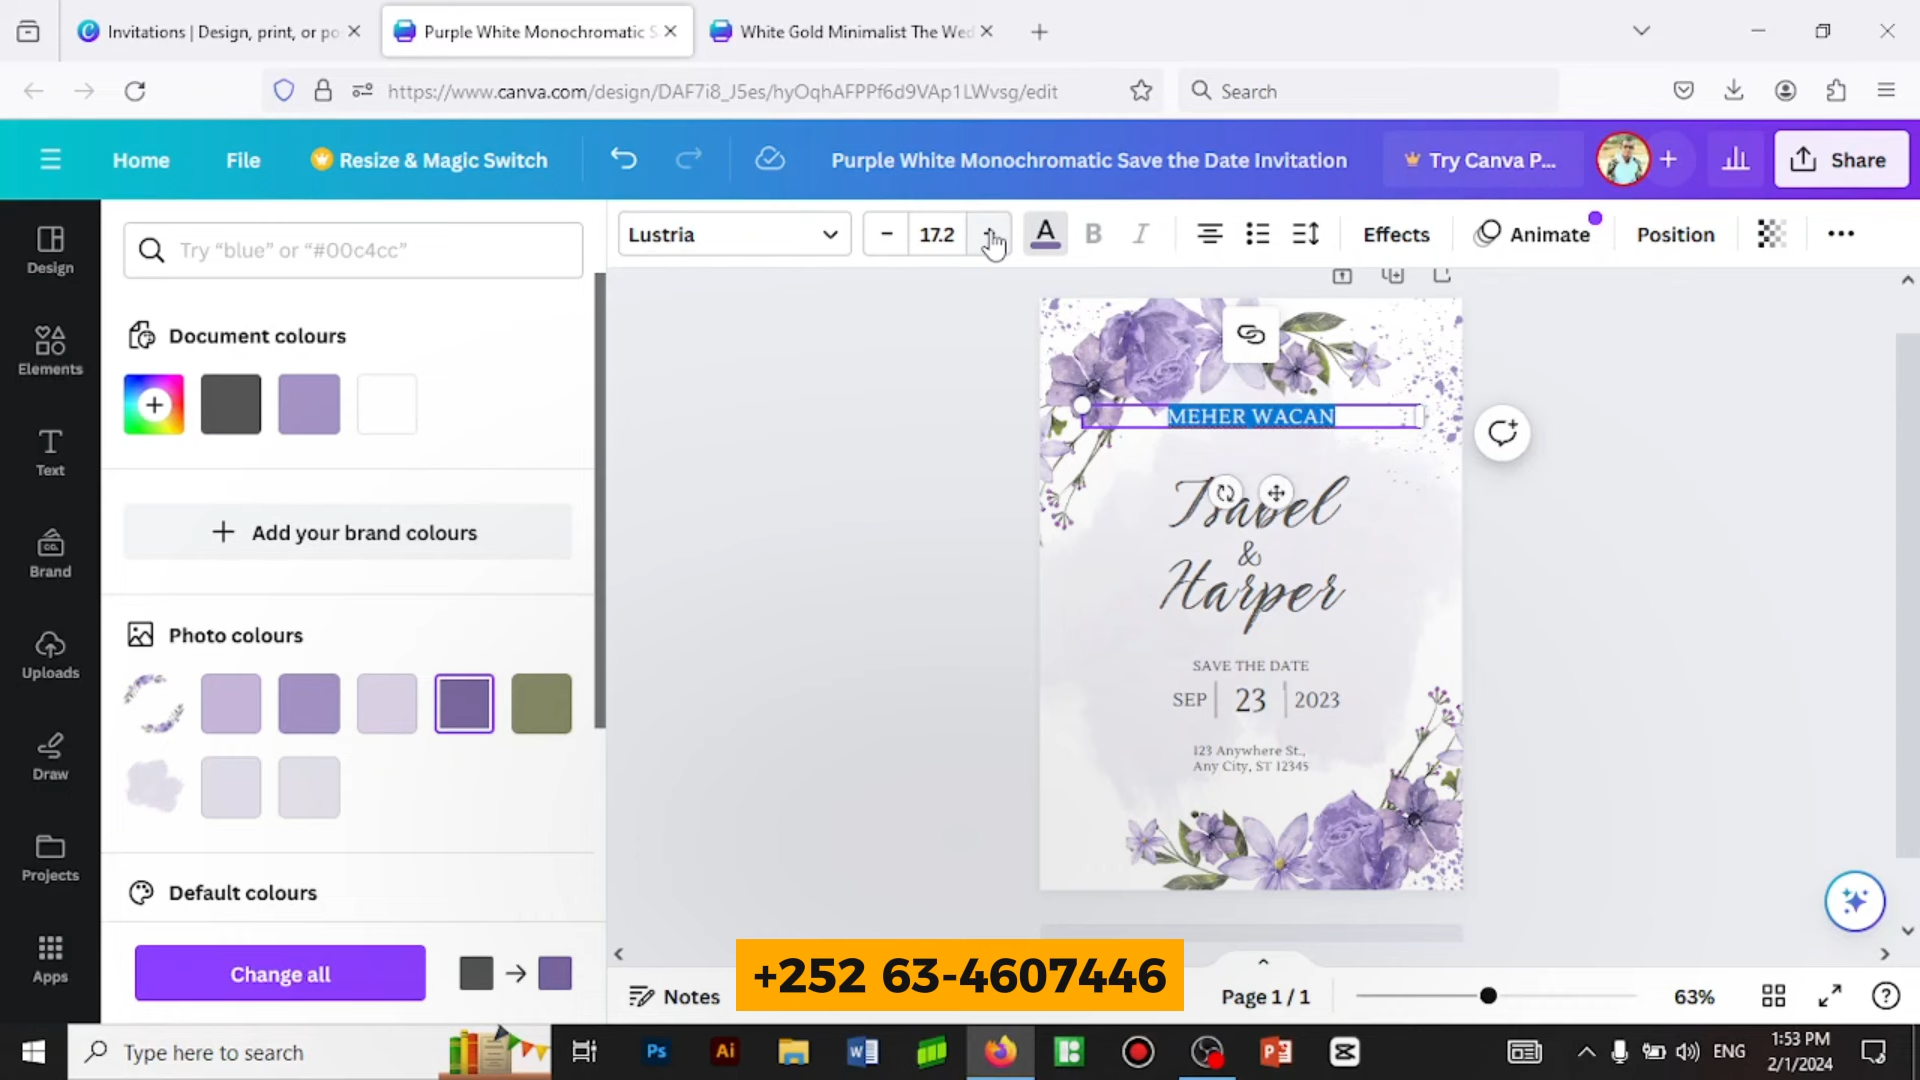 Invitations | Design, print, or po
Purple White Monochromatic S
White Gold Minimalist The Wed
https://www.canva.com/design/DAF7i8_J5es/hyOqhAFPPf6d9VAp1LWvsg/edit
Search
Home
File
Resize & Magic Switch
Purple White Monochromatic Save the Date Invitation
Try Canva P...
Share
Lustria
17.2
A
B
I
Effects
Animate
Position
Design
Elements
Text
Brand
Uploads
Draw
Projects
Apps
Try “blue” or “#00c4cc”
Document colours
Add your brand colours
Photo colours
Default colours
Change all
MEHER WACAN
Isabel
&
Harper
SAVE THE DATE
SEP 23 2023
123 Anywhere St.,
Any City, ST 12345
Notes
+252 63-4607446
Page 1 / 1
63%
Type here to search
ENG
1:53 PM
2/1/2024